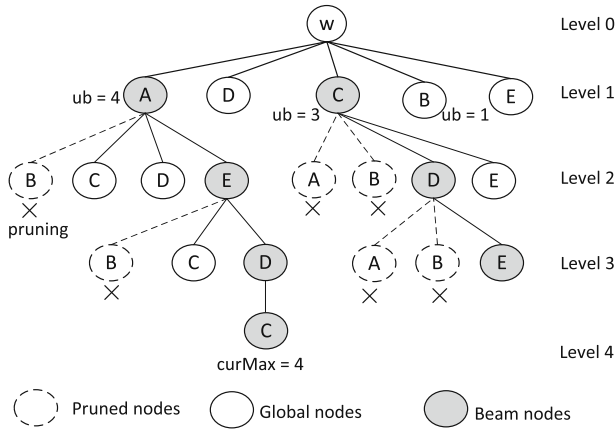 w Level 0
ub = 4 A D C B E Level 1
ub = 3 ub = 1
B C D E A B D E Level 2
× × ×
pruning
B C D A B E Level 3
× × ×
C
curMax = 4 Level 4
Pruned nodes Global nodes Beam nodes